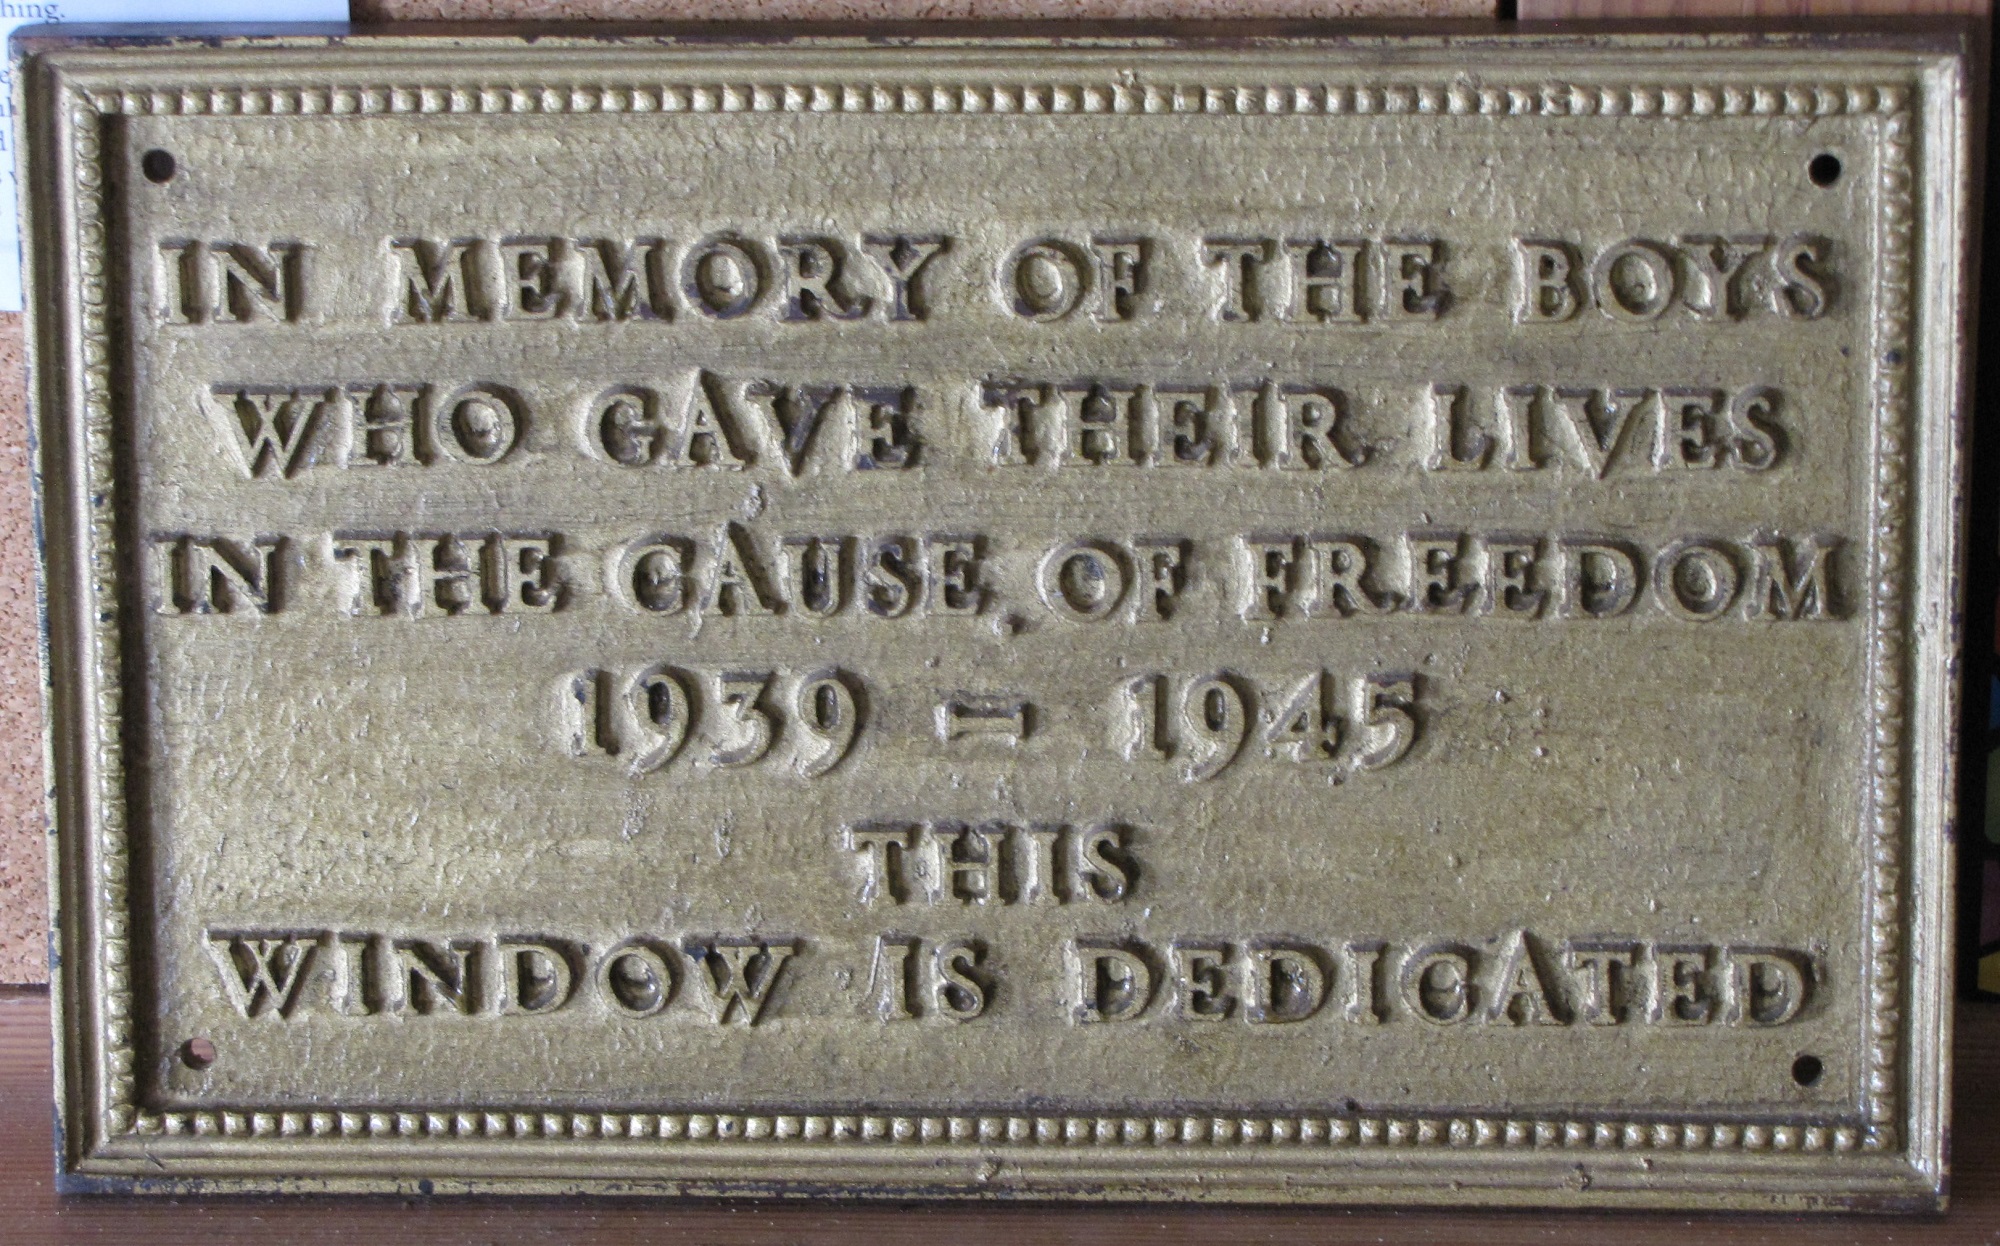 thing.
IN MEMORY OF THE BOYS
WHO GAVE THEIR LIVES
IN THE CAUSE OF FREEDOM
1939 – 1945
THIS
WINDOW IS DEDICATED